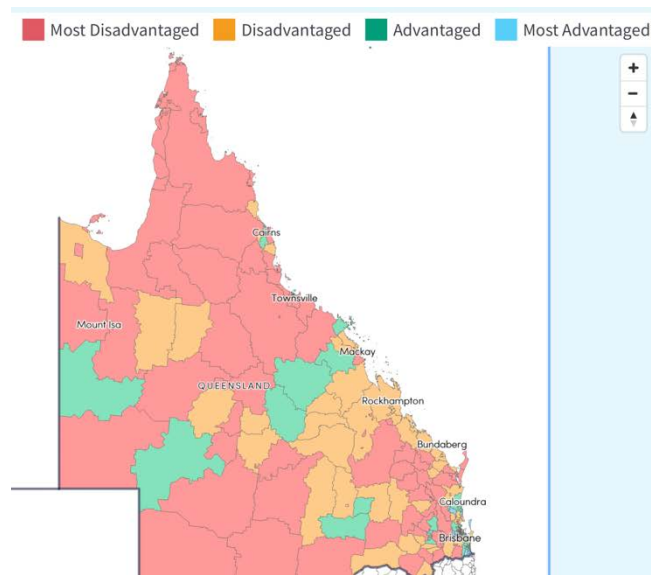 Most Disadvantaged Disadvantaged Advantaged Most Advantaged
+
−
Cairns
Townsville
Mount Isa
Mackay
QUEENSLAND
Rockhampton
Bundaberg
Caloundra
Brisbane